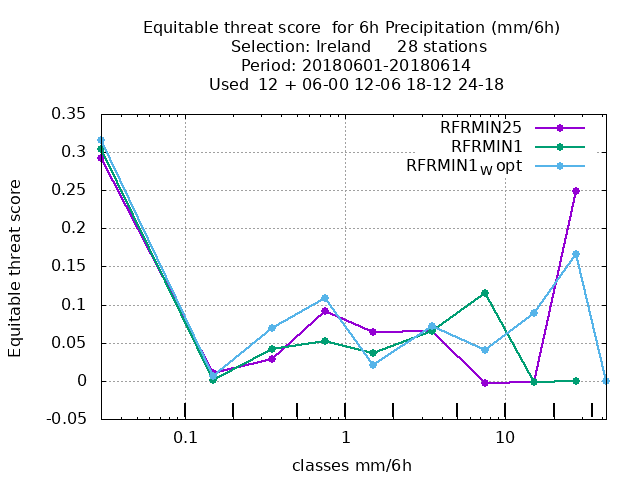 Equitable threat score  for 6h Precipitation (mm/6h)
Selection: Ireland     28 stations
Period: 20180601-20180614
Used  12 + 06-00 12-06 18-12 24-18
RFRMIN25
RFRMIN1
RFRMIN1W opt
Equitable threat score
0.35
0.3
0.25
0.2
0.15
0.1
0.05
0
-0.05
0.1
1
10
classes mm/6h